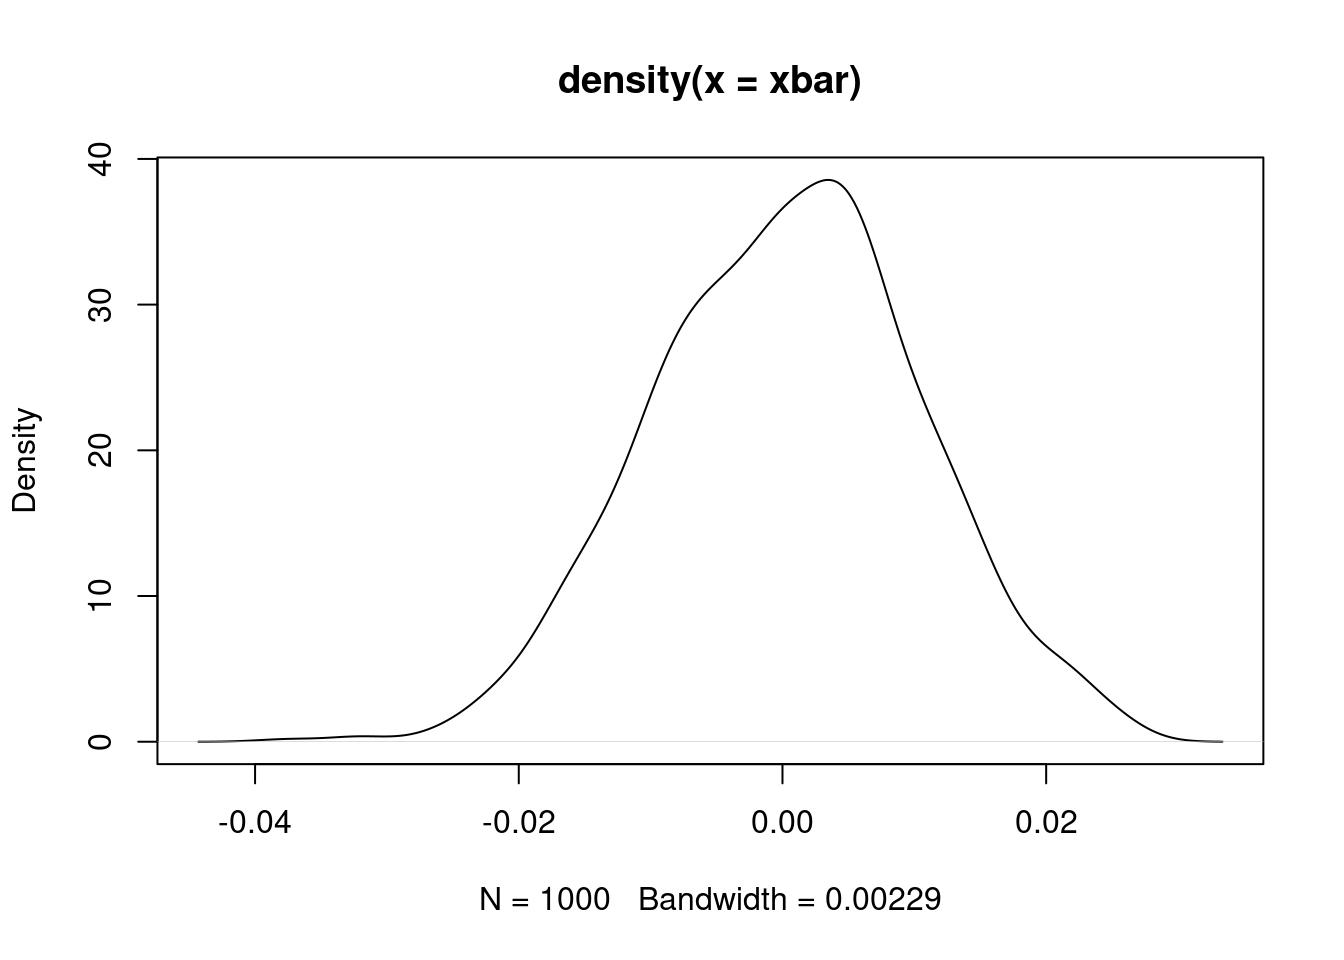 density(x = xbar)
Density
40
30
20
10
0
-0.04 -0.02 0.00 0.02
N = 1000 Bandwidth = 0.00229